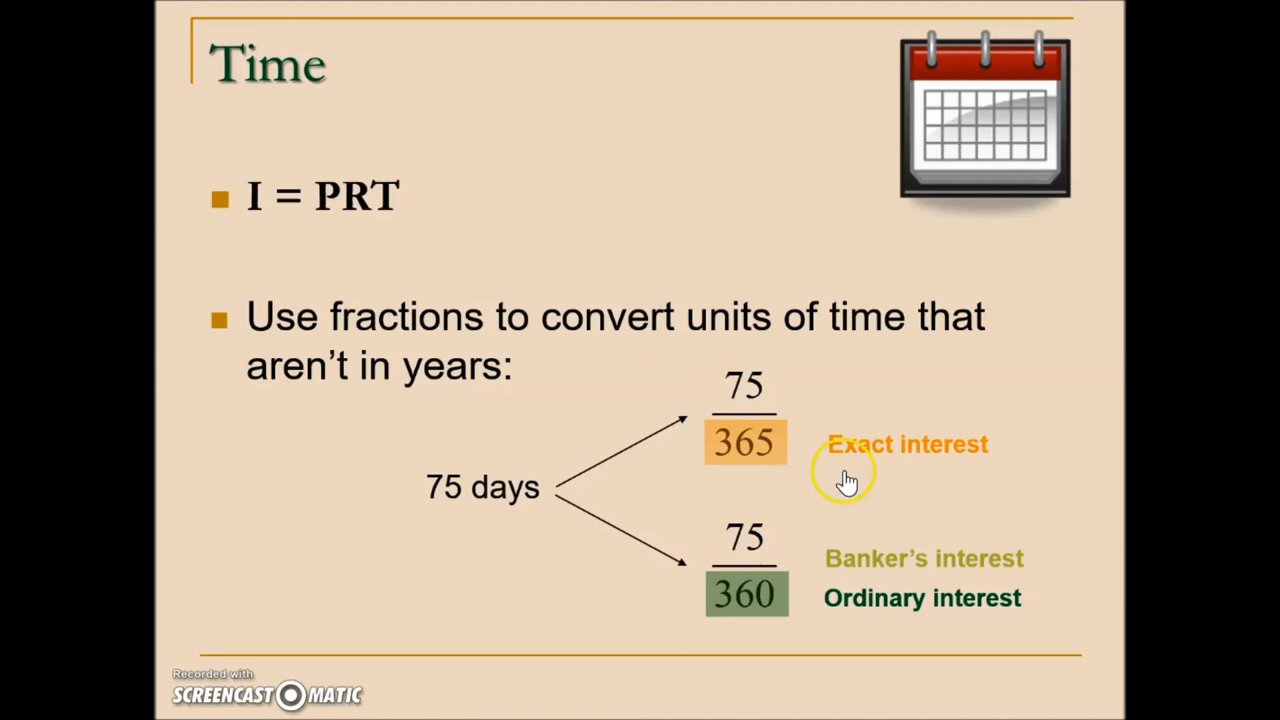 Time
I = PRT
Use fractions to convert units of time that
aren't in years:
75
365
Exact interest
75 days
75
360
Banker's interest
Ordinary interest
Recorded with
SCREENCAST MATIC